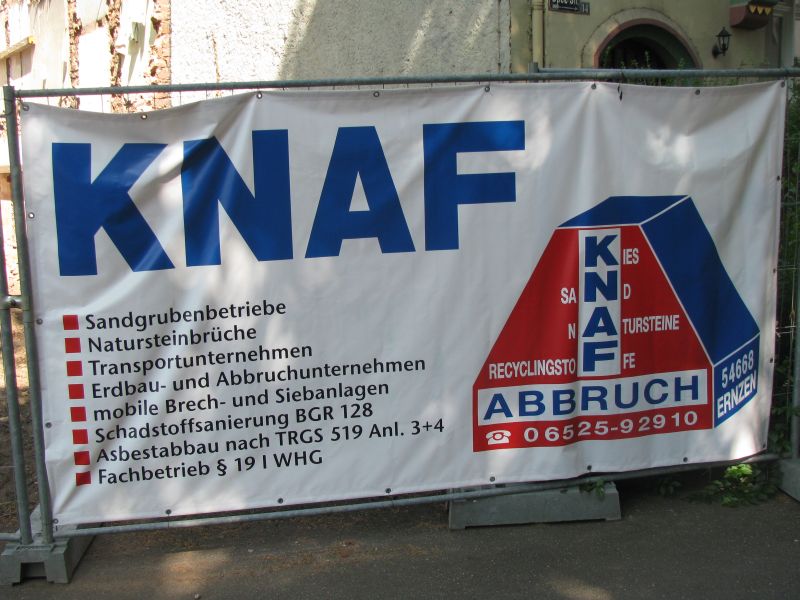 KNAF
Sandgrubenbetriebe
Natursteinbrüche
Transportunternehmen
Erdbau- und Abbruchunternehmen
mobile Brech- und Siebanlagen
Schadstoffsanierung BGR 128
Asbestabbau nach TRGS 519 Anl. 3+4
Fachbetrieb § 19 I WHG
KIES
SAND
NATURSTEINE
RECYCLINGSTOFFE
ABBRUCH
☎ 06525-92910
54668
ERNZEN